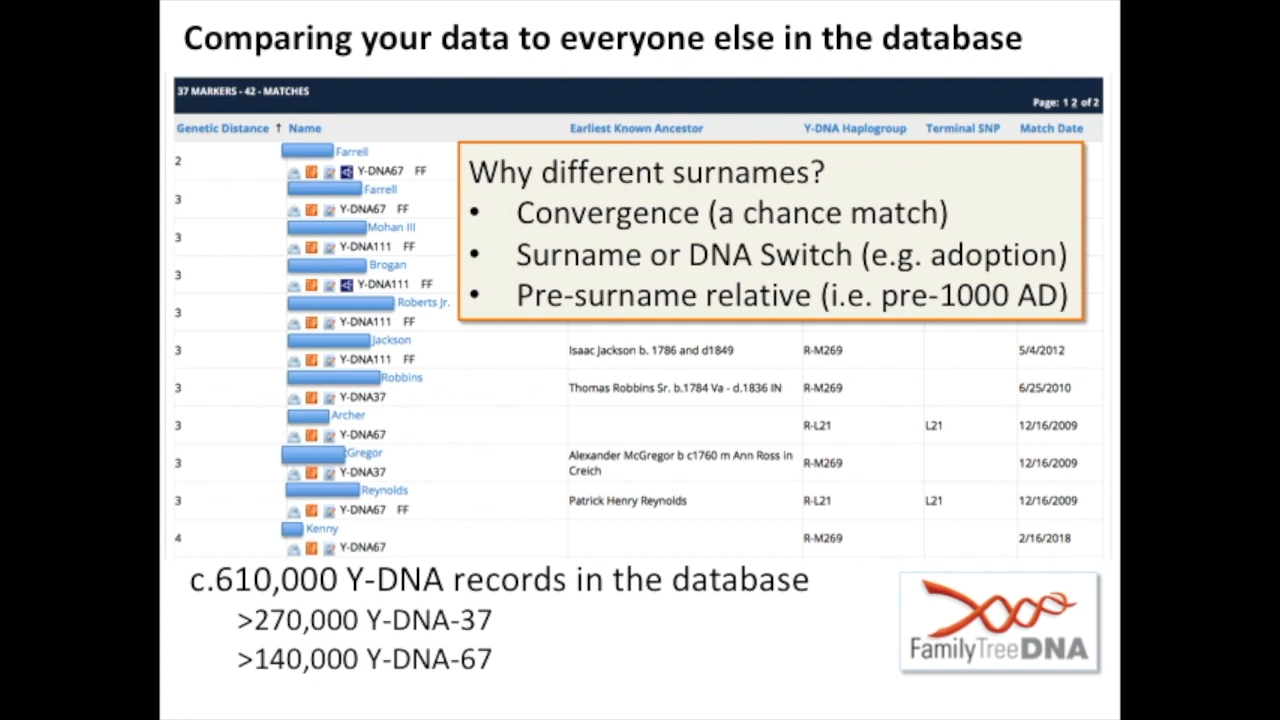 Comparing your data to everyone else in the database
37 MARKERS - 42 - MATCHES
Page: 1 2 of 2
Genetic Distance ↑ Name Earliest Known Ancestor Y-DNA Haplogroup Terminal SNP Match Date
2 Farrell
Y-DNA67 FF
3 Farrell
Y-DNA67 FF
3 Mohan III
Y-DNA111 FF
3 Brogan
Y-DNA111 FF
3 Roberts Jr.
Y-DNA111 FF
Why different surnames?
• Convergence (a chance match)
• Surname or DNA Switch (e.g. adoption)
• Pre-surname relative (i.e. pre-1000 AD)
3 Jackson Isaac Jackson b. 1786 and d1849 R-M269 5/4/2012
Y-DNA111 FF
3 Robbins Thomas Robbins Sr. b.1784 Va - d.1836 IN R-M269 6/25/2010
Y-DNA37
3 Archer R-L21 L21 12/16/2009
Y-DNA67
3 Gregor Alexander McGregor b c1760 m Ann Ross in
Creich R-M269 12/16/2009
Y-DNA37
3 Reynolds Patrick Henry Reynolds R-L21 L21 12/16/2009
Y-DNA67 FF
4 Kenny R-M269 2/16/2018
Y-DNA67
c.610,000 Y-DNA records in the database
>270,000 Y-DNA-37
>140,000 Y-DNA-67
FamilyTreeDNA